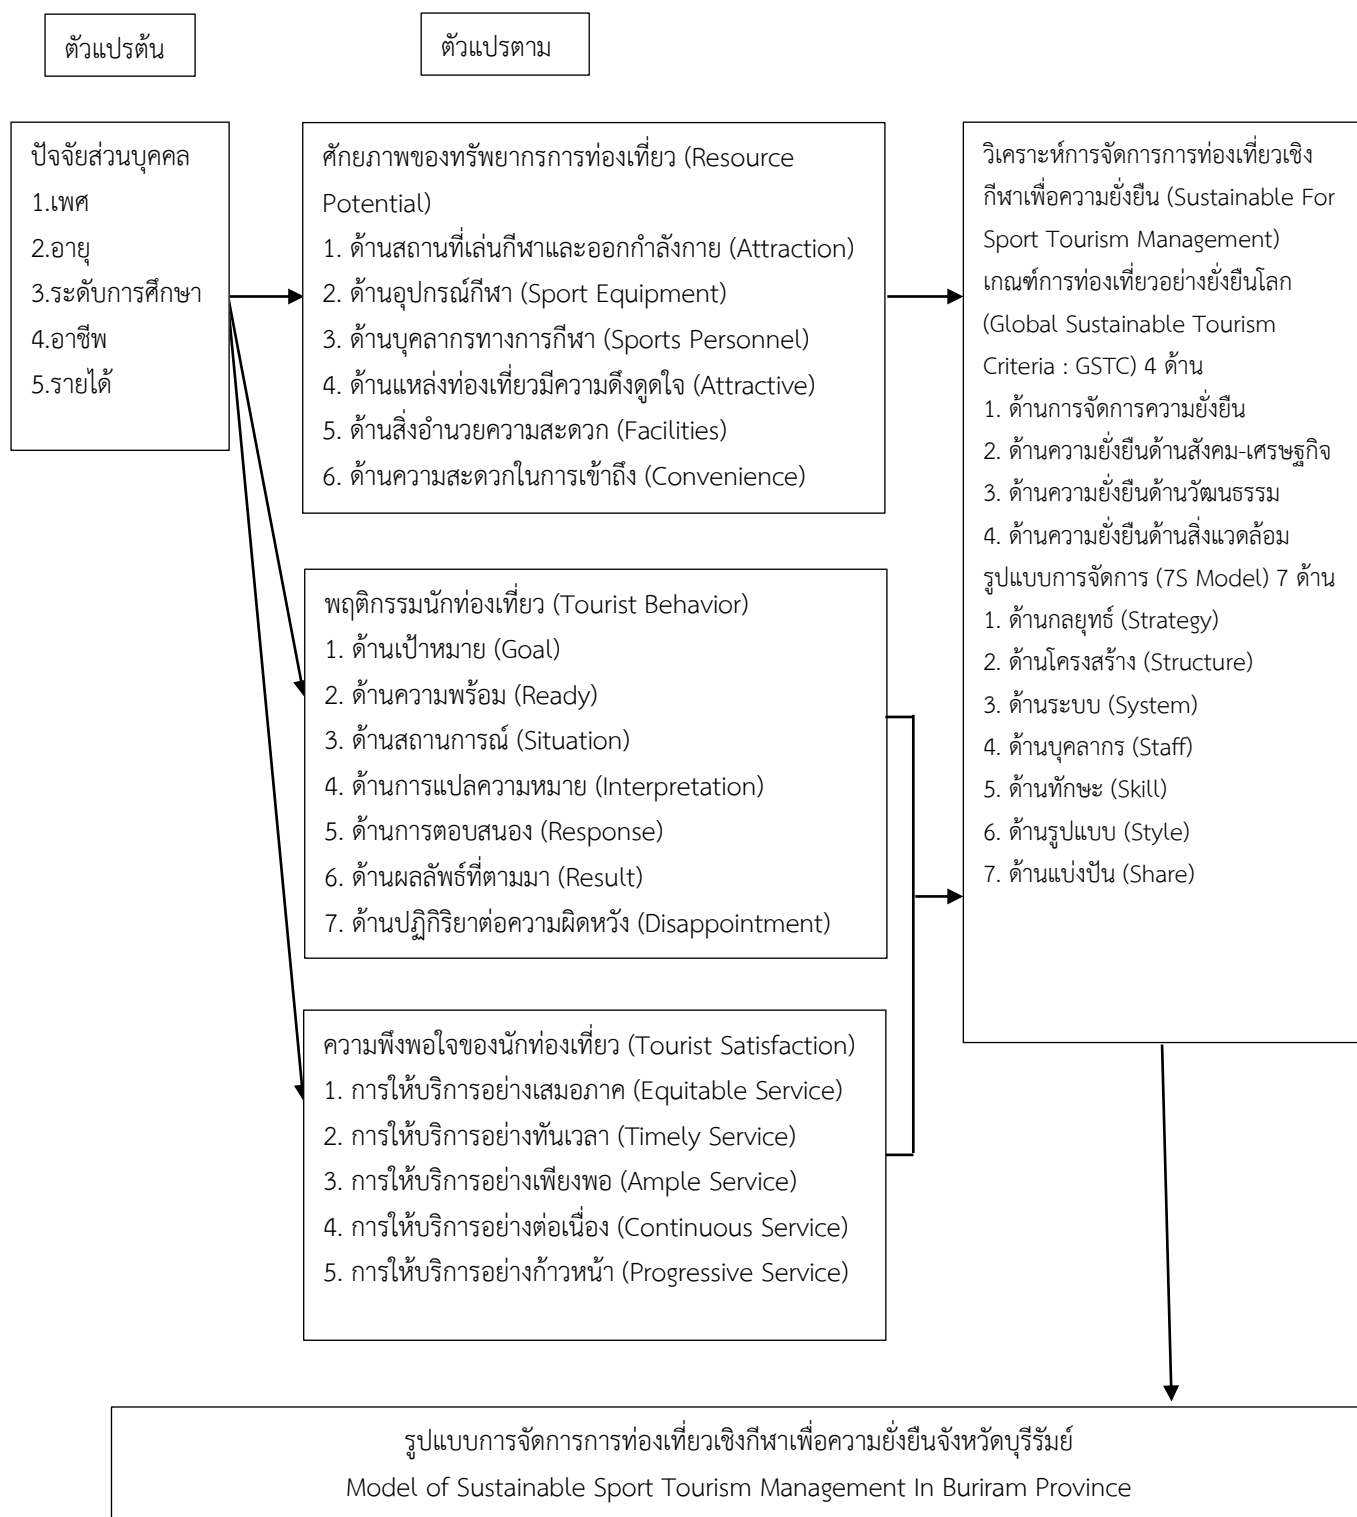 ตัวแปรต้น
ตัวแปรตาม
ปัจจัยส่วนบุคคล
1.เพศ
2.อายุ
3.ระดับการศึกษา
4.อาชีพ
5.รายได้
ศักยภาพของทรัพยากรการท่องเที่ยว (Resource
Potential)
1. ด้านสถานที่เล่นกีฬาและออกกำลังกาย (Attraction)
2. ด้านอุปกรณ์กีฬา (Sport Equipment)
3. ด้านบุคลากรทางการกีฬา (Sports Personnel)
4. ด้านแหล่งท่องเที่ยวมีความดึงดูดใจ (Attractive)
5. ด้านสิ่งอำนวยความสะดวก (Facilities)
6. ด้านความสะดวกในการเข้าถึง (Convenience)
พฤติกรรมนักท่องเที่ยว (Tourist Behavior)
1. ด้านเป้าหมาย (Goal)
2. ด้านความพร้อม (Ready)
3. ด้านสถานการณ์ (Situation)
4. ด้านการแปลความหมาย (Interpretation)
5. ด้านการตอบสนอง (Response)
6. ด้านผลลัพธ์ที่ตามมา (Result)
7. ด้านปฏิกิริยาต่อความผิดหวัง (Disappointment)
ความพึงพอใจของนักท่องเที่ยว (Tourist Satisfaction)
1. การให้บริการอย่างเสมอภาค (Equitable Service)
2. การให้บริการอย่างทันเวลา (Timely Service)
3. การให้บริการอย่างเพียงพอ (Ample Service)
4. การให้บริการอย่างต่อเนื่อง (Continuous Service)
5. การให้บริการอย่างก้าวหน้า (Progressive Service)
วิเคราะห์การจัดการการท่องเที่ยวเชิง
กีฬาเพื่อความยั่งยืน (Sustainable For
Sport Tourism Management)
เกณฑ์การท่องเที่ยวอย่างยั่งยืนโลก
(Global Sustainable Tourism
Criteria : GSTC) 4 ด้าน
1. ด้านการจัดการความยั่งยืน
2. ด้านความยั่งยืนด้านสังคม-เศรษฐกิจ
3. ด้านความยั่งยืนด้านวัฒนธรรม
4. ด้านความยั่งยืนด้านสิ่งแวดล้อม
รูปแบบการจัดการ (7S Model) 7 ด้าน
1. ด้านกลยุทธ์ (Strategy)
2. ด้านโครงสร้าง (Structure)
3. ด้านระบบ (System)
4. ด้านบุคลากร (Staff)
5. ด้านทักษะ (Skill)
6. ด้านรูปแบบ (Style)
7. ด้านแบ่งปัน (Share)
รูปแบบการจัดการการท่องเที่ยวเชิงกีฬาเพื่อความยั่งยืนจังหวัดบุรีรัมย์
Model of Sustainable Sport Tourism Management In Buriram Province